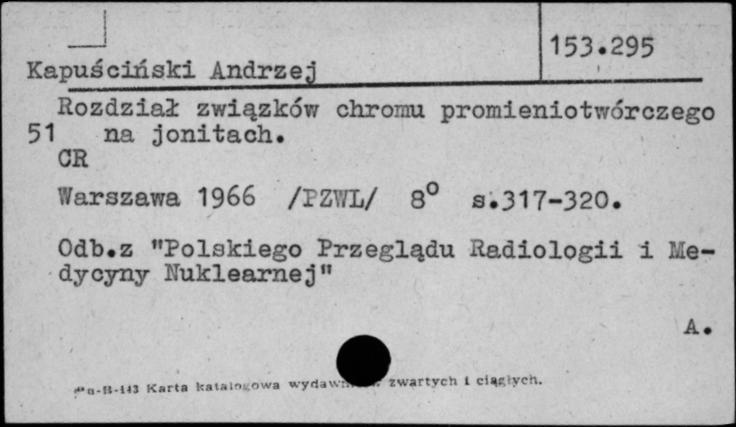 153.295
Kapuściński Andrzej
Rozdział związków chromu promieniotwórczego
51 na jonitach.
CR
Warszawa 1966 /PZWL/ 8° s.317-320.
Odb.z "Polskiego Przeglądu Radiologii i Me-
dycyny Nuklearnej"
A.
Karta katalogowa zwartych i ciągłych.